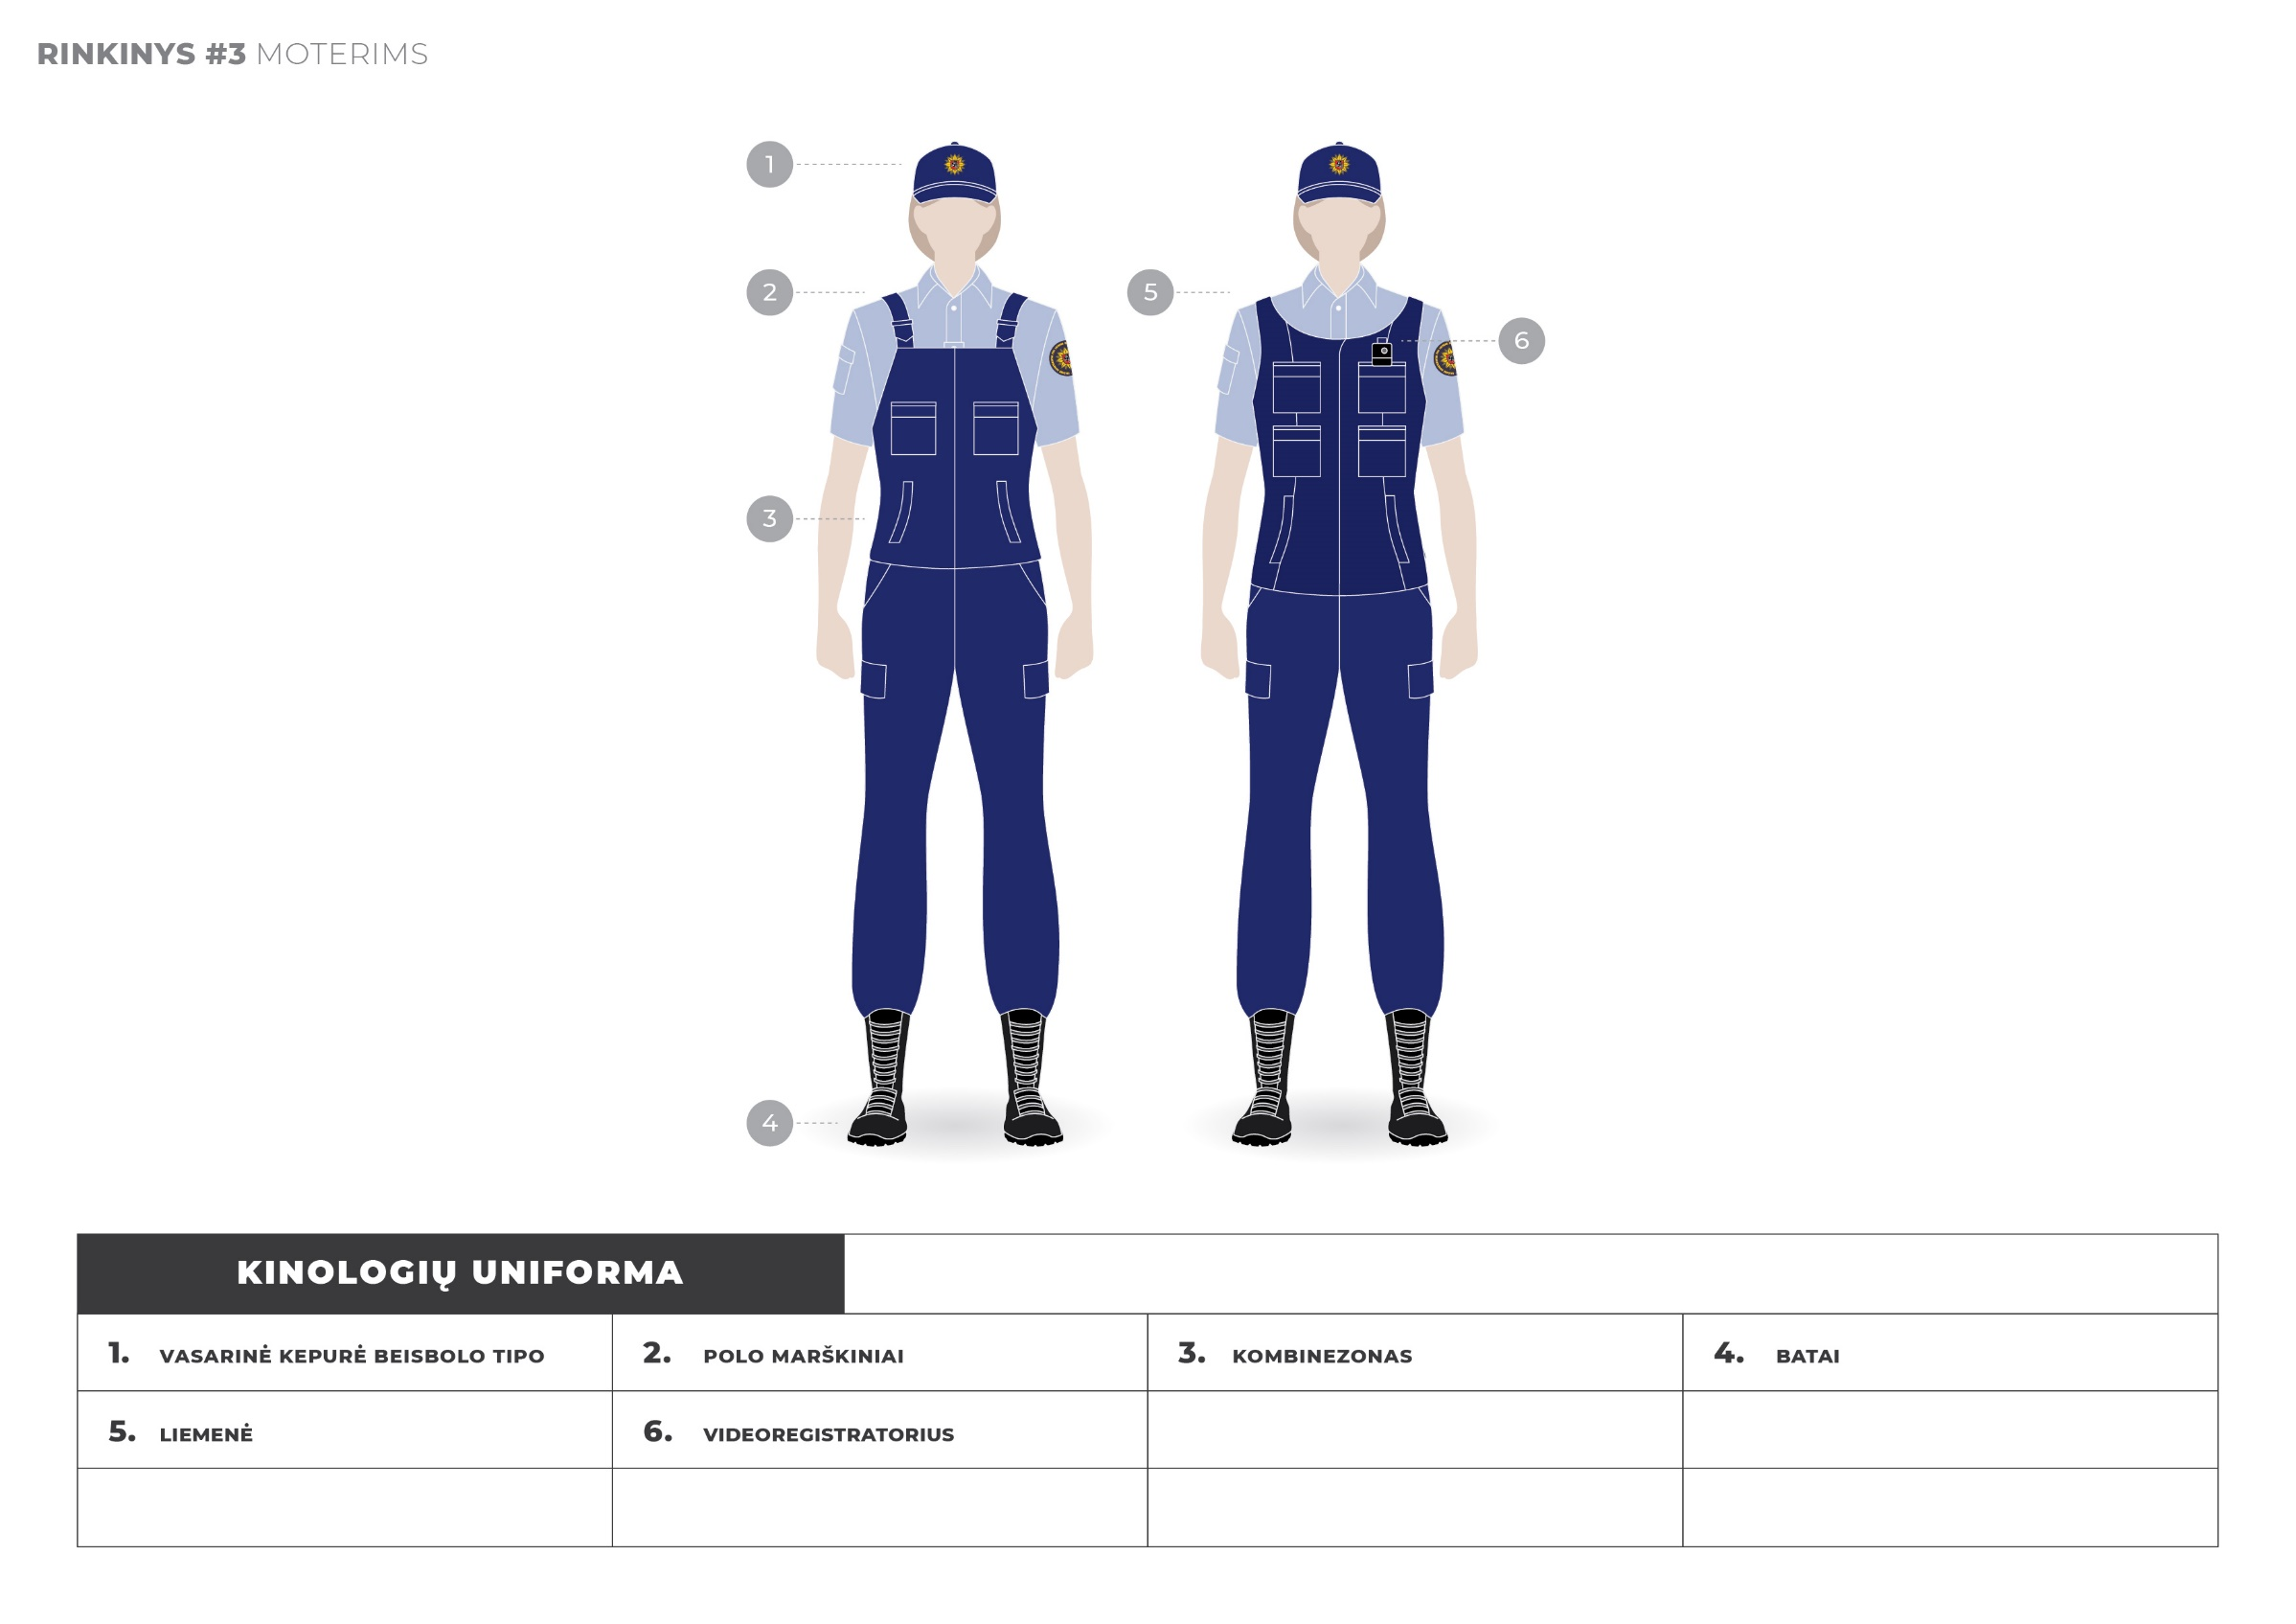 RINKINYS #3 MOTERIMS
1
2
5
6
3
4
KINOLOGIŲ UNIFORMA
1. VASARINĖ KEPURĖ BEISBOLO TIPO
2. POLO MARŠKINIAI
3. KOMBINEZONAS
4. BATAI
5. LIEMENĖ
6. VIDEOREGISTRATORIUS